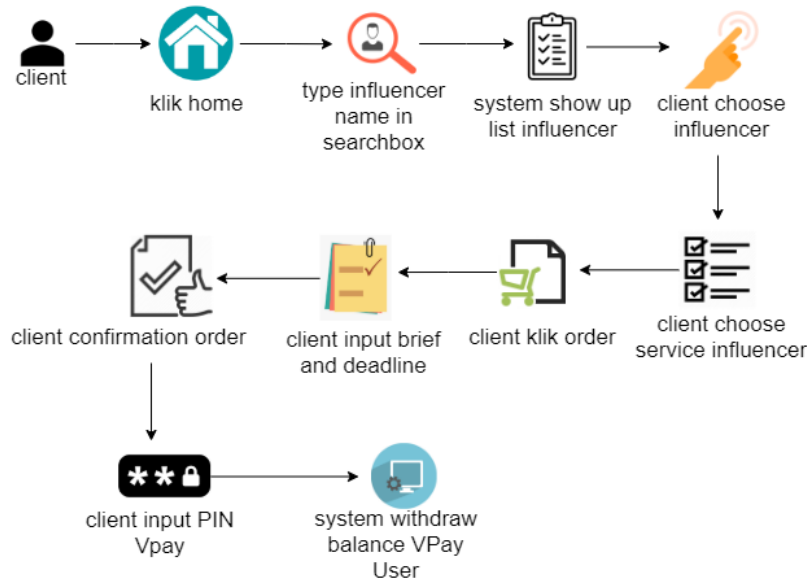 client
klik home
type influencer
name in
searchbox
system show up
list influencer
client choose
influencer
client choose
service influencer
client klik order
client input brief
and deadline
client confirmation order
**
client input PIN
Vpay
system withdraw
balance VPay
User